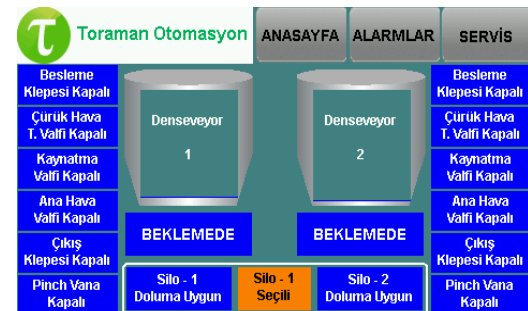 Toraman Otomasyon
ANASAYFA
ALARMLAR
SERVİS
Besleme
Klepesi Kapalı
Çürük Hava
T. Valfi Kapalı
Kaynatma
Valfi Kapalı
Ana Hava
Valfi Kapalı
Çıkış
Klepesi Kapalı
Pinch Vana
Kapalı
Denseveyor
1
BEKLEMEDE
Denseveyor
2
BEKLEMEDE
Besleme
Klepesi Kapalı
Çürük Hava
T. Valfi Kapalı
Kaynatma
Valfi Kapalı
Ana Hava
Valfi Kapalı
Çıkış
Klepesi Kapalı
Pinch Vana
Kapalı
Silo - 1
Doluma Uygun
Silo - 1
Seçili
Silo - 2
Doluma Uygun